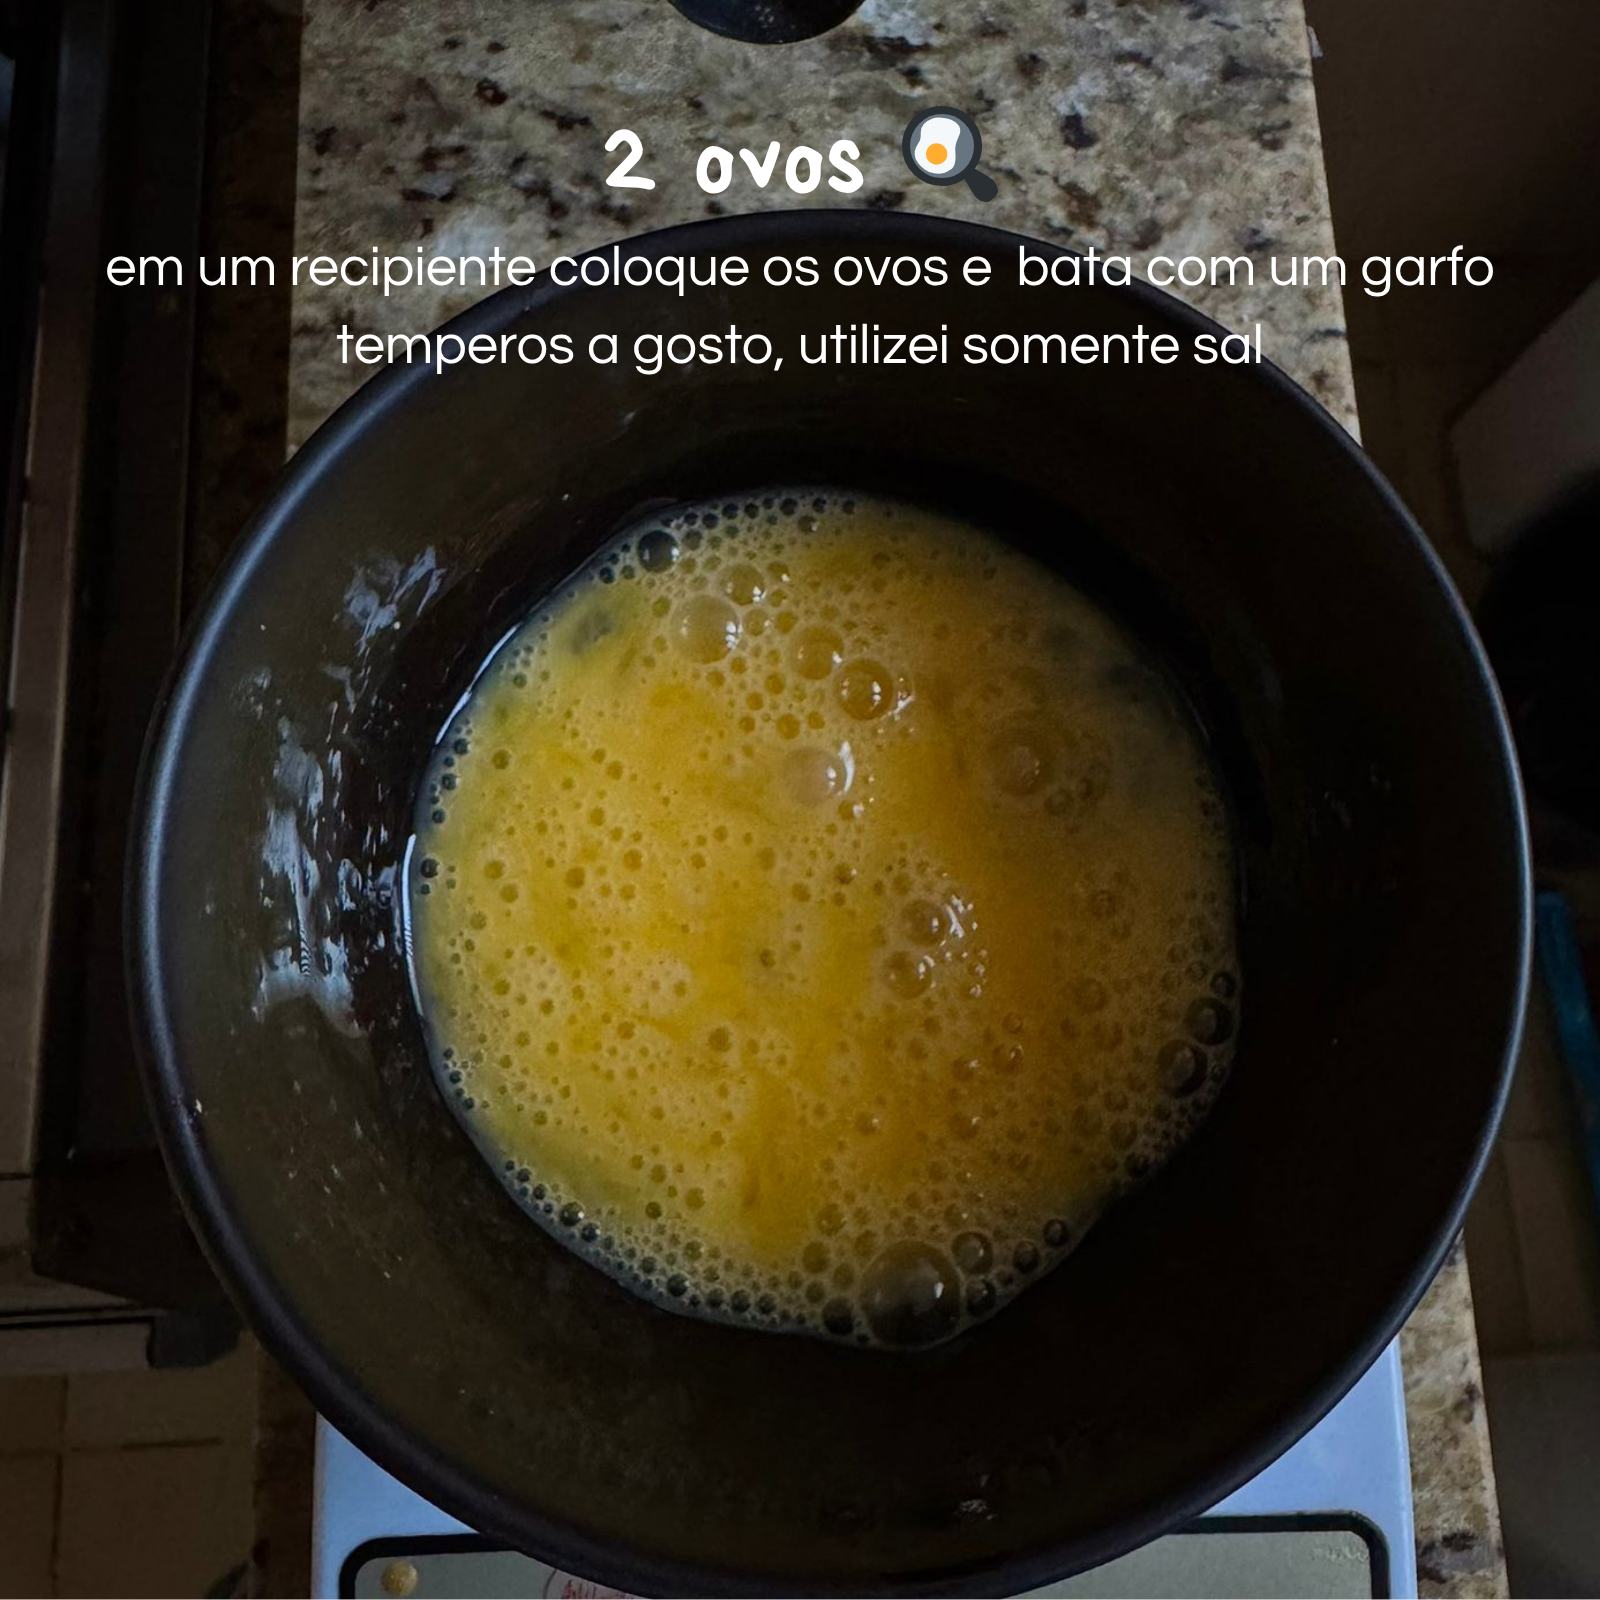 2 ovos 🍳
em um recipiente coloque os ovos e  bata com um garfo
temperos a gosto, utilizei somente sal